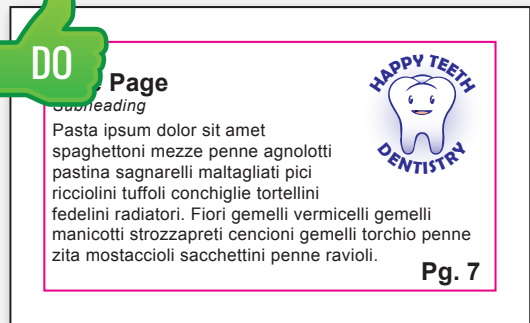 DO
Page
Subheading
HAPPY TEETH
DENTISTRY
Pasta ipsum dolor sit amet
spaghettoni mezze penne agnolotti
pastina sagnarelli maltagliati pici
ricciolini tuffoli conchiglie tortellini
fedelini radiatori. Fiori gemelli vermicelli gemelli
manicotti strozzapreti cencioni gemelli torchio penne
zita mostaccioli sacchettini penne ravioli.
Pg. 7